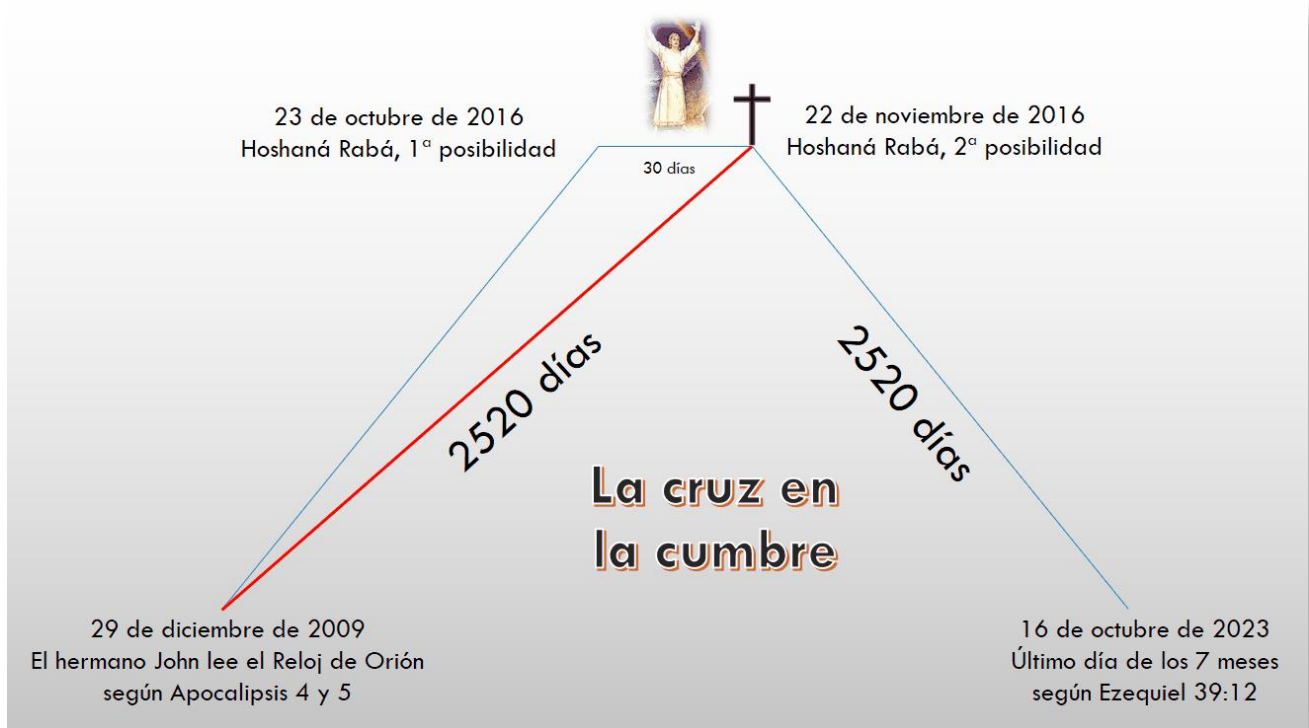 23 de octubre de 2016
Hoshaná Rabá, 1ª posibilidad
22 de noviembre de 2016
Hoshaná Rabá, 2ª posibilidad
30 días
2520 días
2520 días
La cruz en
la cumbre
29 de diciembre de 2009
El hermano John lee el Reloj de Orión
según Apocalipsis 4 y 5
16 de octubre de 2023
Último día de los 7 meses
según Ezequiel 39:12